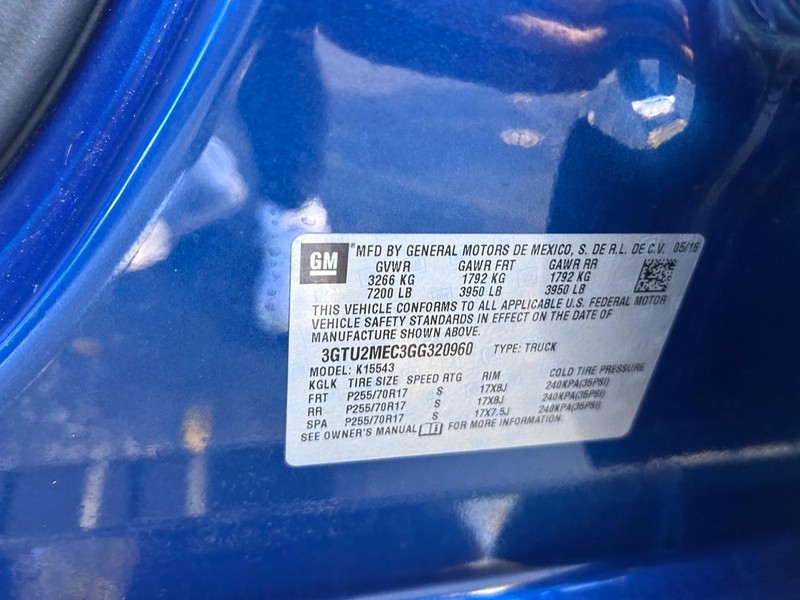 GM
®MFD BY GENERAL MOTORS DE MEXICO, S. DE R.L. DE C.V. 05/16
GVWR GAWR FRT GAWR RR
3266 KG 1792 KG 1792 KG
7200 LB 3950 LB 3950 LB
THIS VEHICLE CONFORMS TO ALL APPLICABLE U.S. FEDERAL MOTOR
VEHICLE SAFETY STANDARDS IN EFFECT ON THE DATE OF
MANUFACTURE SHOWN ABOVE.
3GTU2MEC3GG320960 TYPE: TRUCK
MODEL: K15543
KGLK TIRE SIZE SPEED RTG RIM COLD TIRE PRESSURE
FRT P255/70R17 S 17X8J 240KPA(35PSI)
RR P255/70R17 S 17X8J 240KPA(35PSI)
SPA P255/70R17 S 17X7.5J 240KPA(35PSI)
SEE OWNER'S MANUAL FOR MORE INFORMATION.